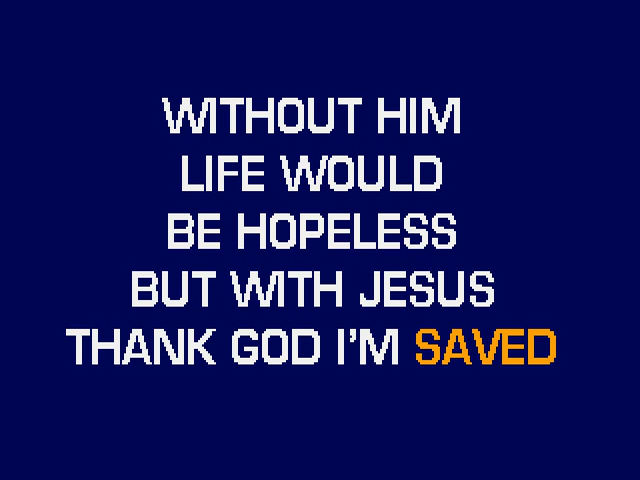 WITHOUT HIM
LIFE WOULD
BE HOPELESS
BUT WITH JESUS
THANK GOD I'M SAVED